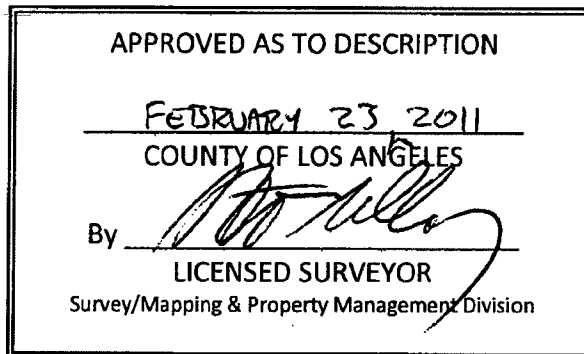 APPROVED AS TO DESCRIPTION
FEBRUARY 23 2011
COUNTY OF LOS ANGELES
By
LICENSED SURVEYOR
Survey/Mapping & Property Management Division